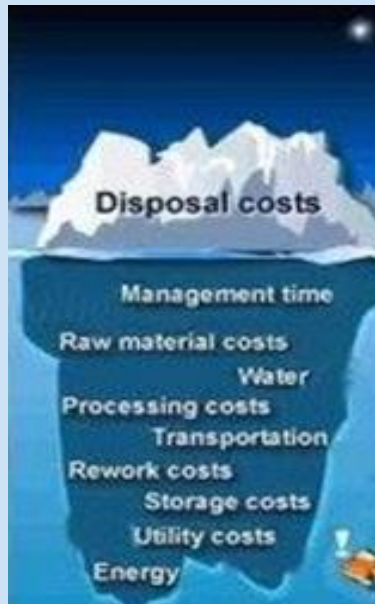 Disposal costs
Management time
Raw material costs
Water
Processing costs
Transportation
Rework costs
Storage costs
Utility costs
Energy